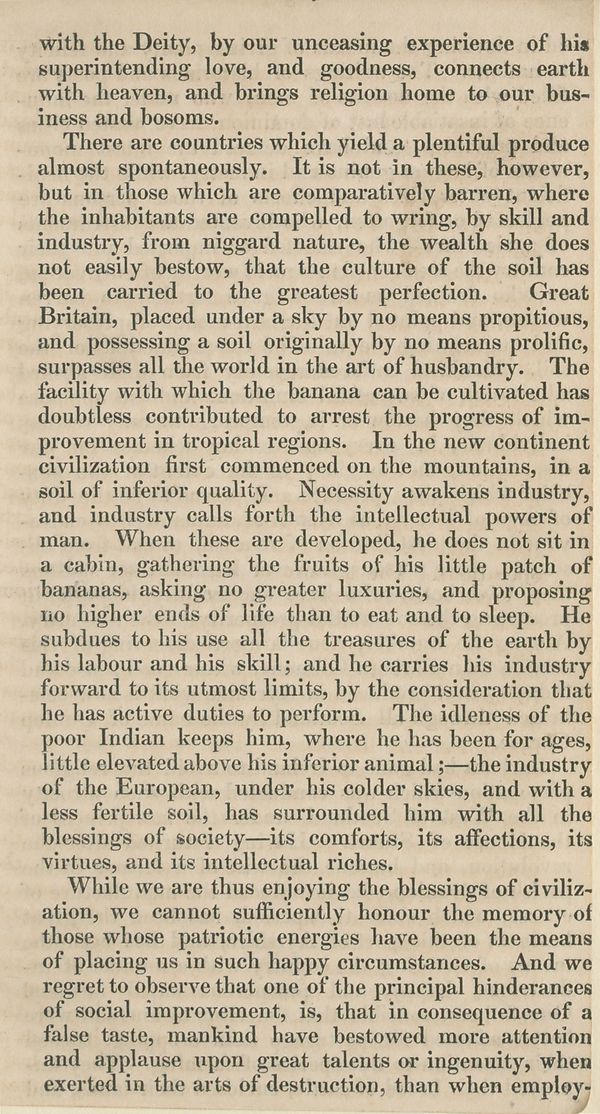 with the Deity, by our unceasing experience of his
superintending love, and goodness, connects earth
with heaven, and brings religion home to our bus-
iness and bosoms.
There are countries which yield a plentiful produce
almost spontaneously. It is not in these, however,
but in those which are comparatively barren, where
the inhabitants are compelled to wring, by skill and
industry, from niggard nature, the wealth she does
not easily bestow, that the culture of the soil has
been carried to the greatest perfection. Great
Britain, placed under a sky by no means propitious,
and possessing a soil originally by no means prolific,
surpasses all the world in the art of husbandry. The
facility with which the banana can be cultivated has
doubtless contributed to arrest the progress of im-
provement in tropical regions. In the new continent
civilization first commenced on the mountains, in a
soil of inferior quality. Necessity awakens industry,
and industry calls forth the intellectual powers of
man. When these are developed, he does not sit in
a cabin, gathering the fruits of his little patch of
bananas, asking no greater luxuries, and proposing
no higher ends of life than to eat and to sleep. He
subdues to his use all the treasures of the earth by
his labour and his skill; and he carries his industry
forward to its utmost limits, by the consideration that
he has active duties to perform. The idleness of the
poor Indian keeps him, where he has been for ages,
little elevated above his inferior animal;—the industry
of the European, under his colder skies, and with a
less fertile soil, has surrounded him with all the
blessings of society—its comforts, its affections, its
virtues, and its intellectual riches.
While we are thus enjoying the blessings of civiliz-
ation, we cannot sufficiently honour the memory of
those whose patriotic energies have been the means
of placing us in such happy circumstances. And we
regret to observe that one of the principal hinderances
of social improvement, is, that in consequence of a
false taste, mankind have bestowed more attention
and applause upon great talents or ingenuity, when
exerted in the arts of destruction, than when employ-